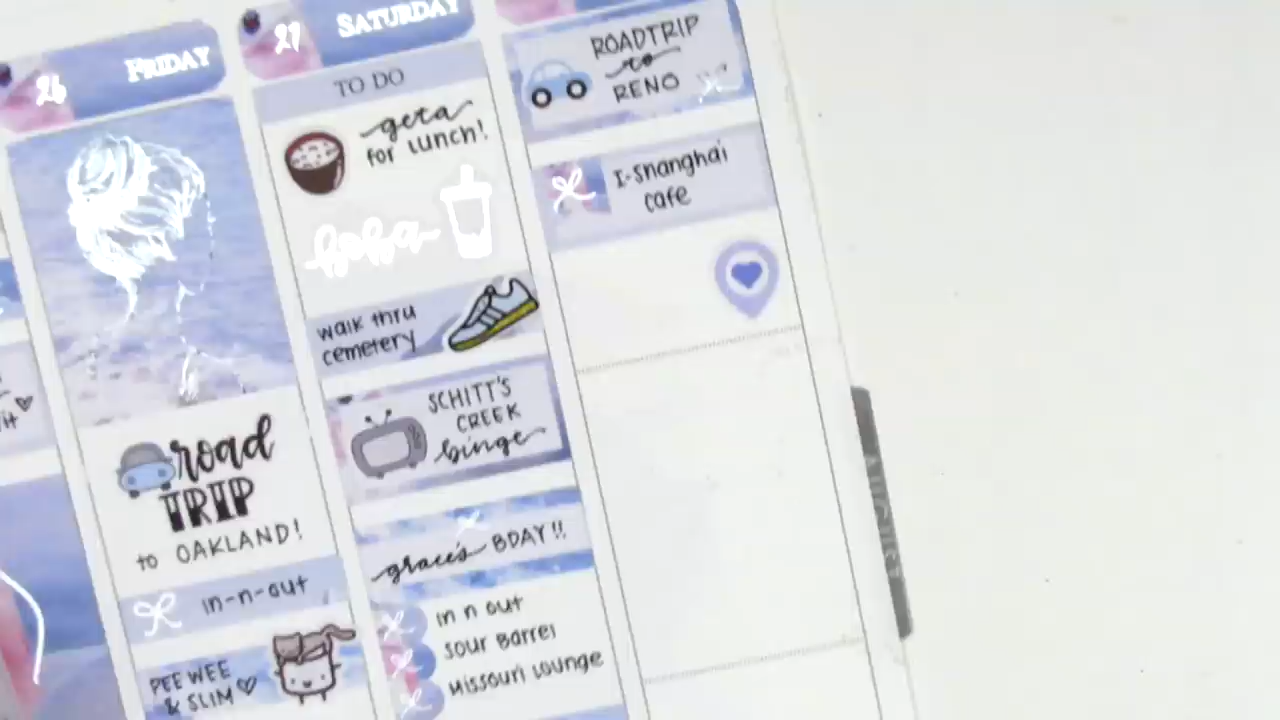 26
FRIDAY
road
TRIP
to OAKLAND!
in-n-out
PEE WEE
& SLIM
27
SATURDAY
TO DO
geta
for LUNCH!
boba
walk thru
cemetery
SCHITT'S
CREEK
binge
grace's BDAY!!
in n out
sour Barrel
Missouri Lounge
ROADTRIP
to
RENO
I-Shanghai
cafe
AUGUST